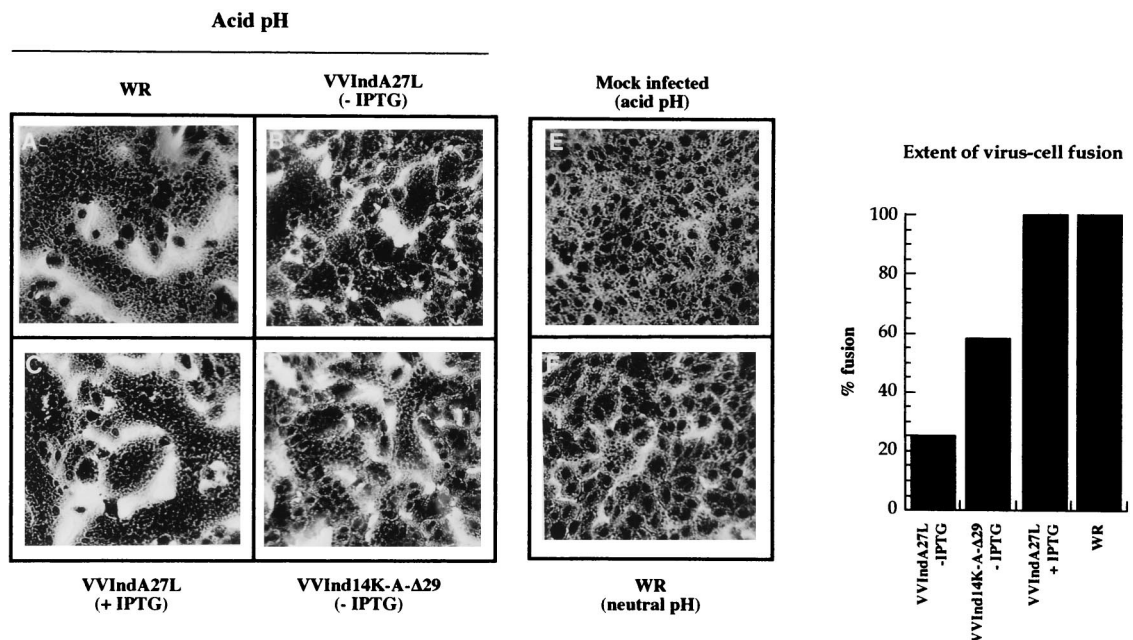 Acid pH
WR
VVIndA27L
(- IPTG)
Mock infected
(acid pH)
A
B
E
C
F
VVIndA27L
(+ IPTG)
VVInd14K-A-Δ29
(- IPTG)
WR
(neutral pH)
Extent of virus-cell fusion
% fusion
100
80
60
40
20
0
VVIndA27L
-IPTG
VVInd14K-A-Δ29
- IPTG
VVIndA27L
+ IPTG
WR